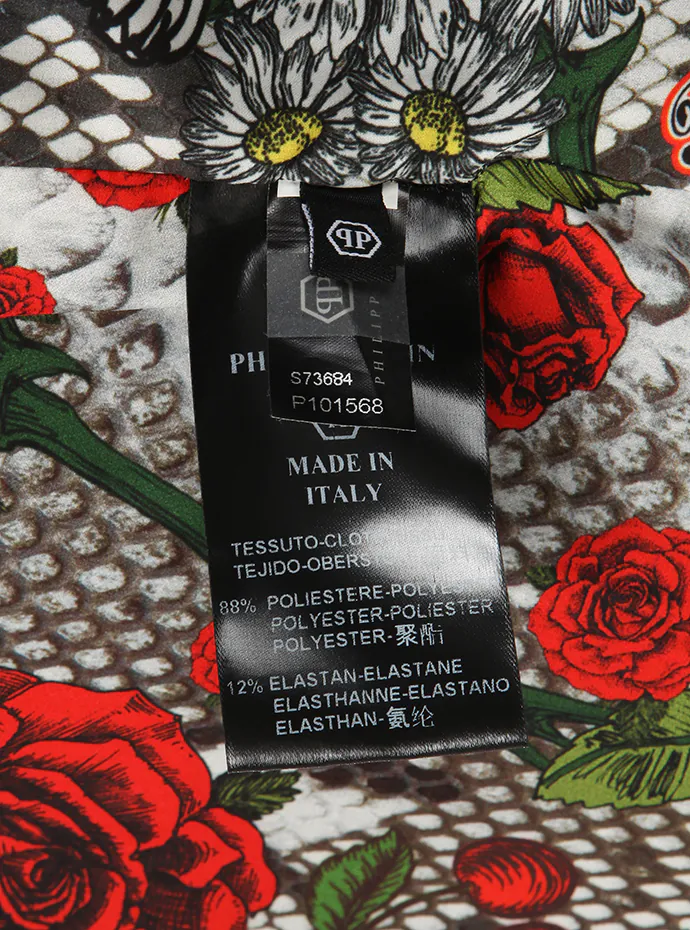 PP
PP
PHILIPP
PH IN
S73684
P101568
MADE IN
ITALY
TESSUTO-CLOT
TEJIDO-OBERS
88% POLIESTERE-POLYE
POLYESTER-POLIESTER
POLYESTER-聚酯
12% ELASTAN-ELASTANE
ELASTHANNE-ELASTANO
ELASTHAN-氨纶